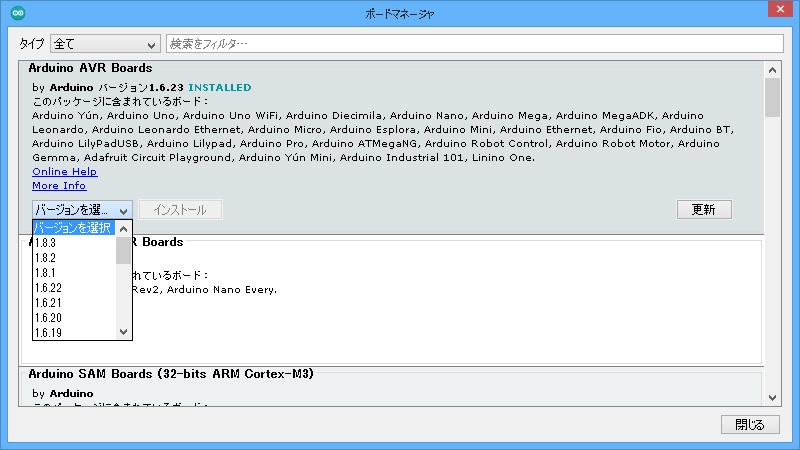 ボードマネージャ
タイプ 全て 検索をフィルタ…
Arduino AVR Boards
by Arduino バージョン1.6.23 INSTALLED
このパッケージに含まれているボード：
Arduino Yún, Arduino Uno, Arduino Uno WiFi, Arduino Diecimila, Arduino Nano, Arduino Mega, Arduino MegaADK, Arduino
Leonardo, Arduino Leonardo Ethernet, Arduino Micro, Arduino Esplora, Arduino Mini, Arduino Ethernet, Arduino Fio, Arduino BT,
Arduino LilyPadUSB, Arduino Lilypad, Arduino Pro, Arduino ATMegaNG, Arduino Robot Control, Arduino Robot Motor, Arduino
Gemma, Adafruit Circuit Playground, Arduino Yún Mini, Arduino Industrial 101, Linino One.
Online Help
More Info
バージョンを選... インストール 更新
バージョンを選択
1.8.3
1.8.2
1.8.1
1.6.22
1.6.21
1.6.20
1.6.19
R Boards
れているボード：
Rev2, Arduino Nano Every.
Arduino SAM Boards (32-bits ARM Cortex-M3)
by Arduino
閉じる